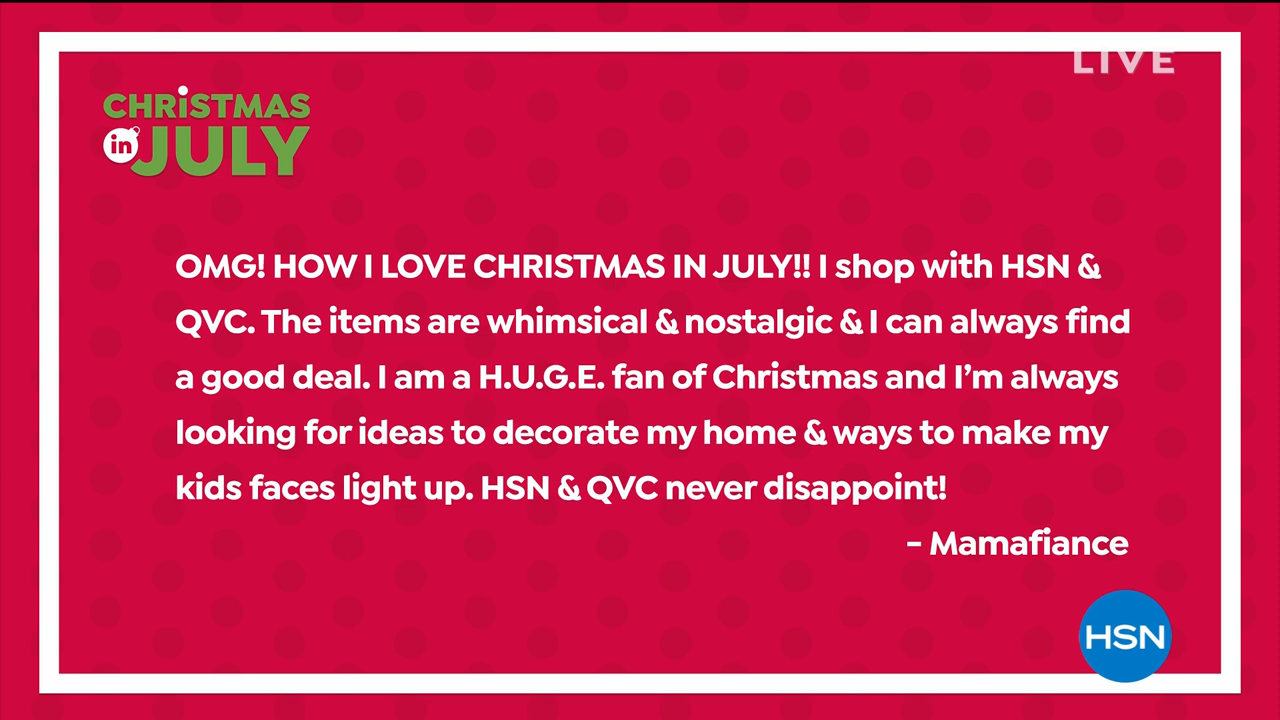 LIVE
CHRiSTMAS
in JULY
OMG! HOW I LOVE CHRISTMAS IN JULY!! I shop with HSN &
QVC. The items are whimsical & nostalgic & I can always find
a good deal. I am a H.U.G.E. fan of Christmas and I’m always
looking for ideas to decorate my home & ways to make my
kids faces light up. HSN & QVC never disappoint!
– Mamafiance
HSN